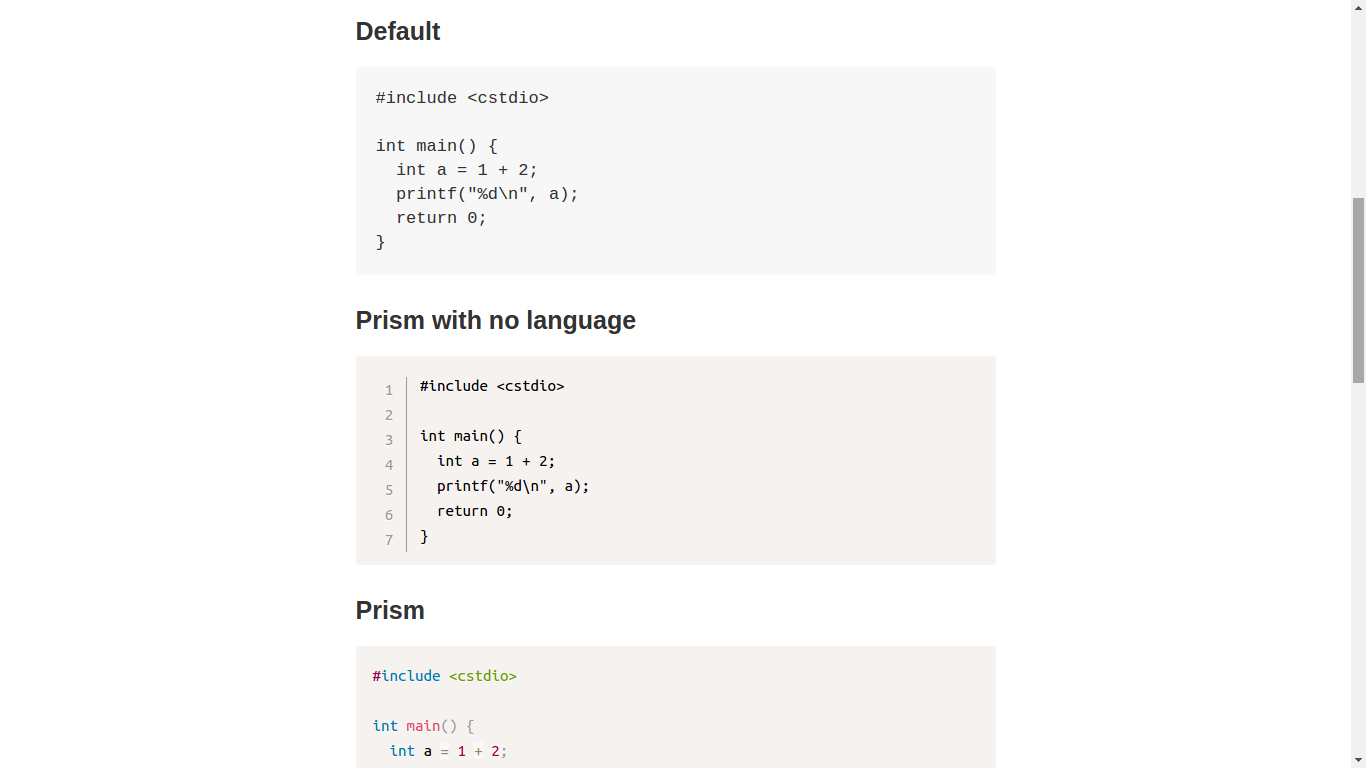 Default
#include <cstdio>
int main() {
  int a = 1 + 2;
  printf("%d\n", a);
  return 0;
}
Prism with no language
1 #include <cstdio>
2
3 int main() {
4   int a = 1 + 2;
5   printf("%d\n", a);
6   return 0;
7 }
Prism
#include <cstdio>
int main() {
  int a = 1 + 2;